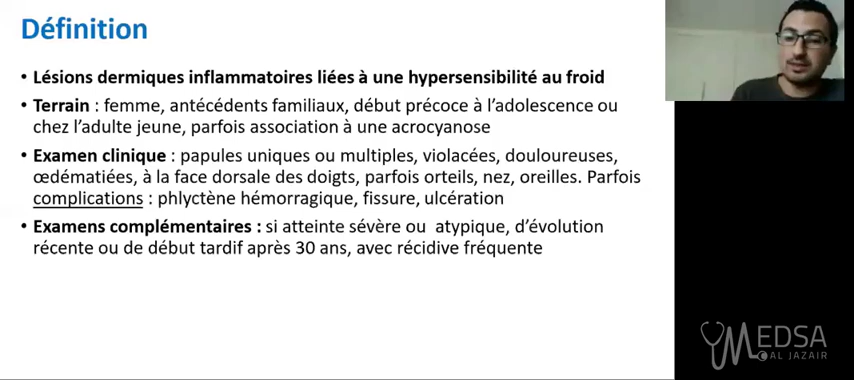 Définition
• Lésions dermiques inflammatoires liées à une hypersensibilité au froid
• Terrain : femme, antécédents familiaux, début précoce à l'adolescence ou
chez l'adulte jeune, parfois association à une acrocyanose
• Examen clinique : papules uniques ou multiples, violacées, douloureuses,
œdématiées, à la face dorsale des doigts, parfois orteils, nez, oreilles. Parfois
complications : phlyctène hémorragique, fissure, ulcération
• Examens complémentaires : si atteinte sévère ou atypique, d'évolution
récente ou de début tardif après 30 ans, avec récidive fréquente
MEDSA
AL JAZAIR